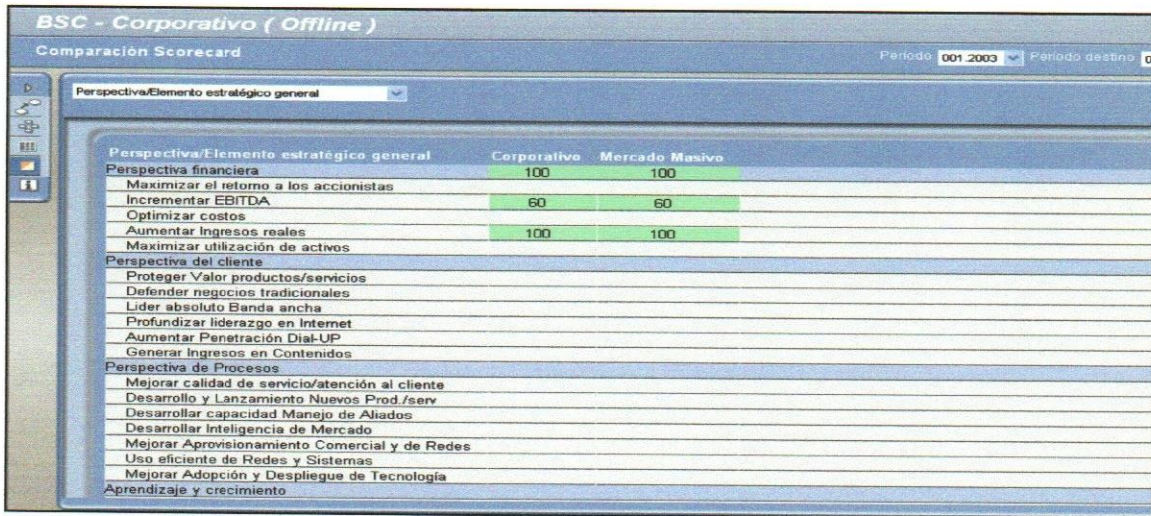 BSC - Corporativo ( Offline )
Comparación Scorecard
Período 001.2003 Período destino 0
Perspectiva/Elemento estratégico general
Perspectiva/Elemento estratégico general Corporativo Mercado Masivo
Perspectiva financiera 100 100
Maximizar el retorno a los accionistas
Incrementar EBITDA 60 60
Optimizar costos
Aumentar Ingresos reales 100 100
Maximizar utilización de activos
Perspectiva del cliente
Proteger Valor productos/servicios
Defender negocios tradicionales
Lider absoluto Banda ancha
Profundizar liderazgo en Internet
Aumentar Penetración Dial-UP
Generar Ingresos en Contenidos
Perspectiva de Procesos
Mejorar calidad de servicio/atención al cliente
Desarrollo y Lanzamiento Nuevos Prod./serv
Desarrollar capacidad Manejo de Aliados
Desarrollar Inteligencia de Mercado
Mejorar Aprovisionamiento Comercial y de Redes
Uso eficiente de Redes y Sistemas
Mejorar Adopción y Despliegue de Tecnología
Aprendizaje y crecimiento